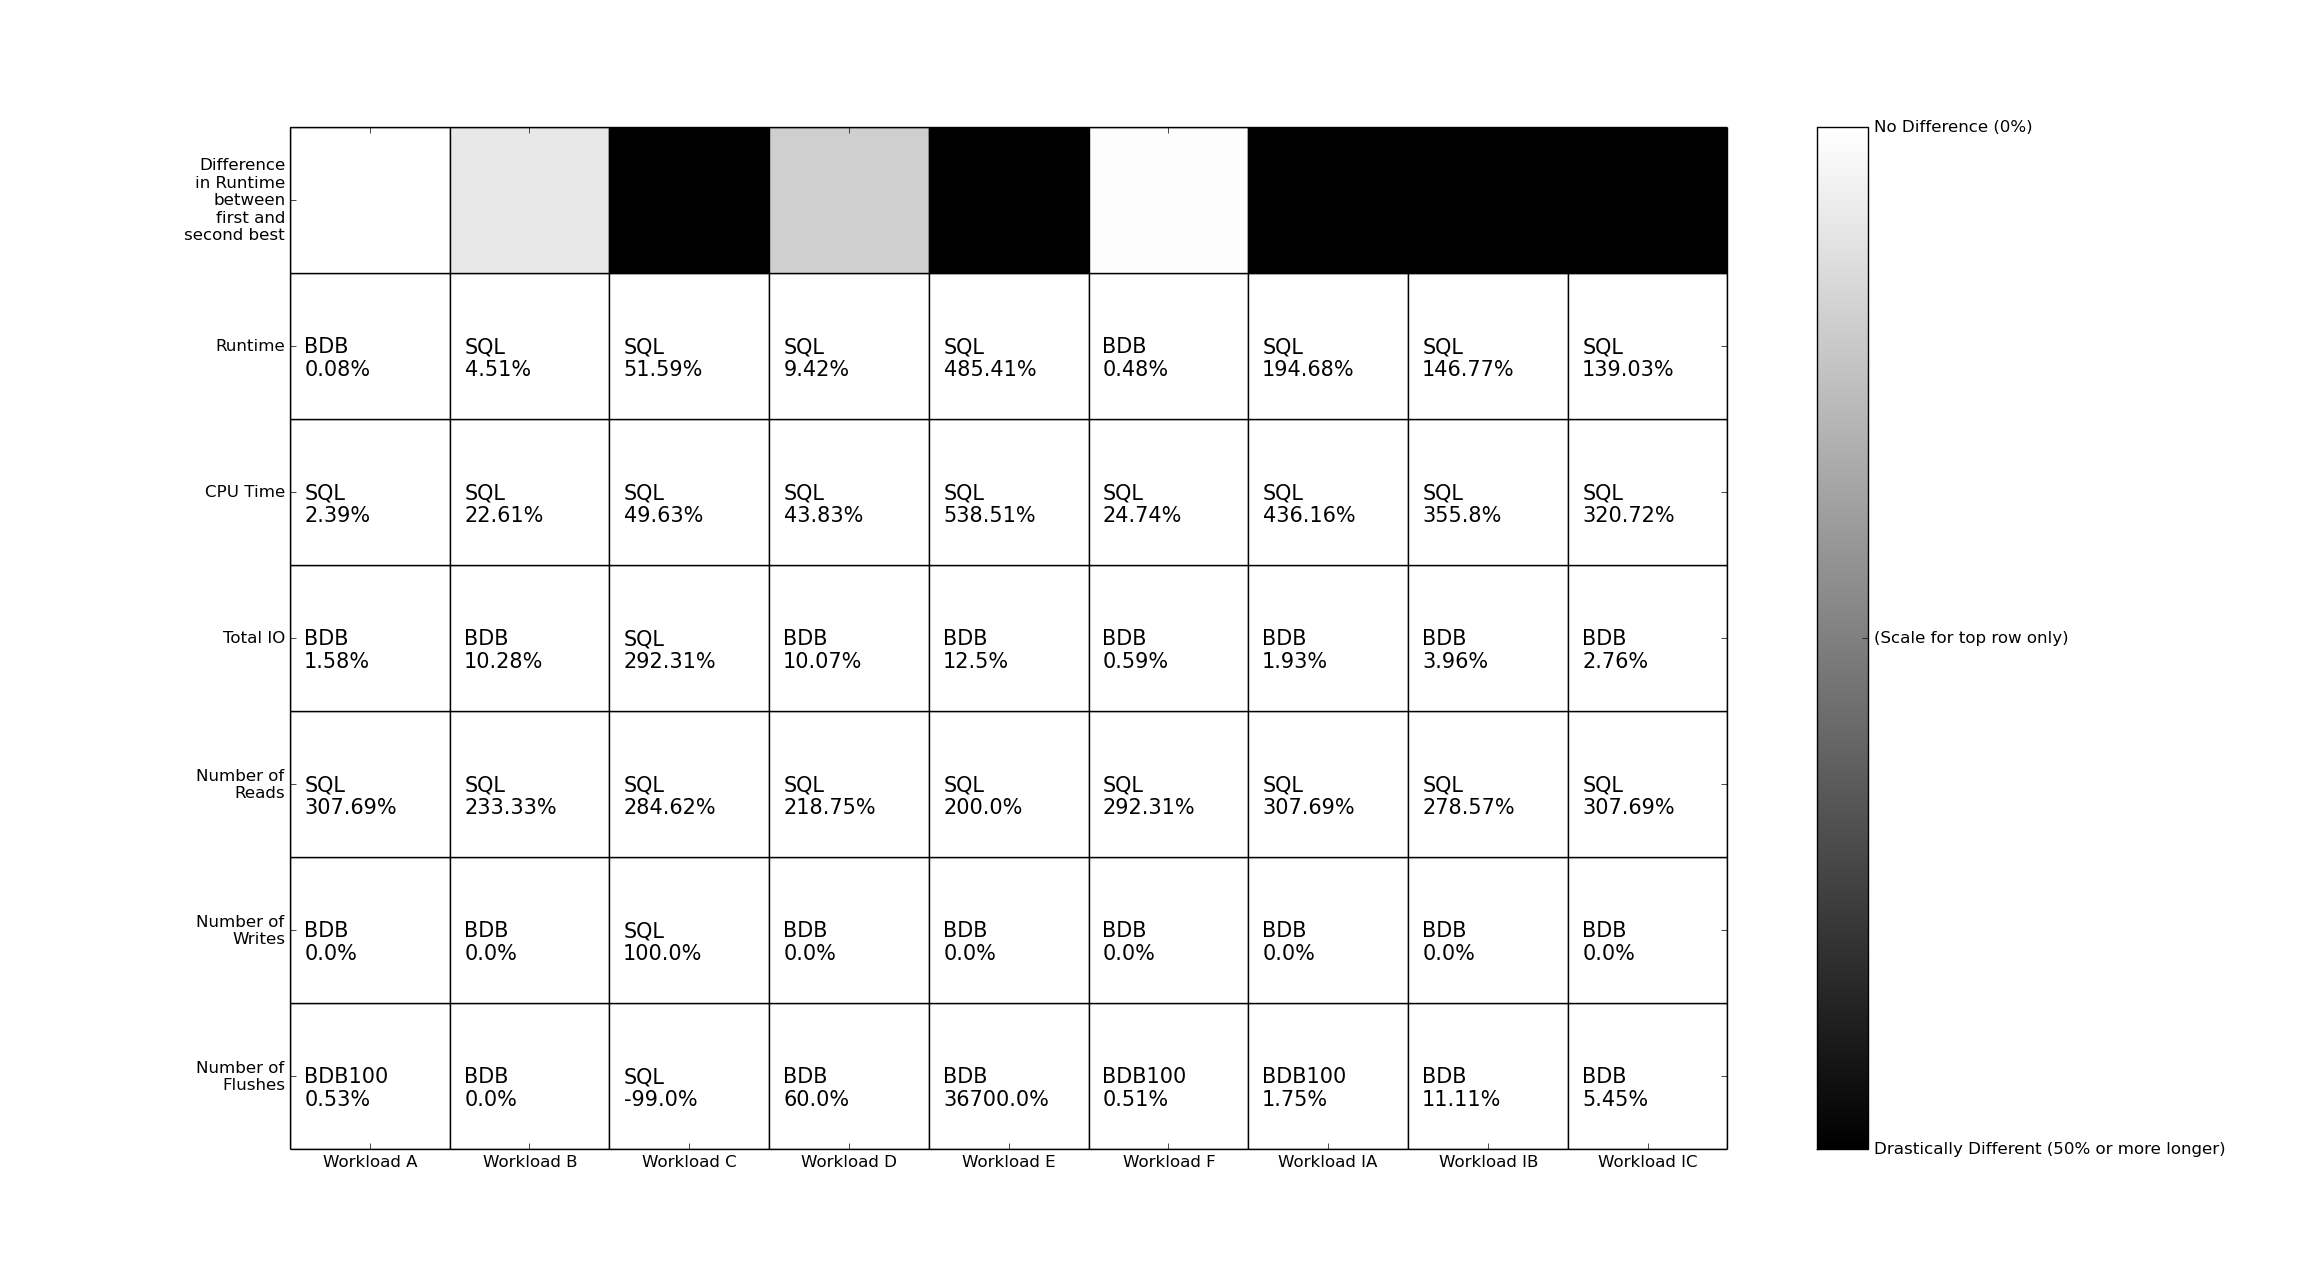 No Difference (0%)
Difference
in Runtime
between
first and
second best
Runtime
BDB
0.08%
SQL
4.51%
SQL
51.59%
SQL
9.42%
SQL
485.41%
BDB
0.48%
SQL
194.68%
SQL
146.77%
SQL
139.03%
CPU Time
SQL
2.39%
SQL
22.61%
SQL
49.63%
SQL
43.83%
SQL
538.51%
SQL
24.74%
SQL
436.16%
SQL
355.8%
SQL
320.72%
Total IO
BDB
1.58%
BDB
10.28%
SQL
292.31%
BDB
10.07%
BDB
12.5%
BDB
0.59%
BDB
1.93%
BDB
3.96%
BDB
2.76%
(Scale for top row only)
Number of
Reads
SQL
307.69%
SQL
233.33%
SQL
284.62%
SQL
218.75%
SQL
200.0%
SQL
292.31%
SQL
307.69%
SQL
278.57%
SQL
307.69%
Number of
Writes
BDB
0.0%
BDB
0.0%
SQL
100.0%
BDB
0.0%
BDB
0.0%
BDB
0.0%
BDB
0.0%
BDB
0.0%
BDB
0.0%
Number of
Flushes
BDB100
0.53%
BDB
0.0%
SQL
-99.0%
BDB
60.0%
BDB
36700.0%
BDB100
0.51%
BDB100
1.75%
BDB
11.11%
BDB
5.45%
Drastically Different (50% or more longer)
Workload A
Workload B
Workload C
Workload D
Workload E
Workload F
Workload IA
Workload IB
Workload IC